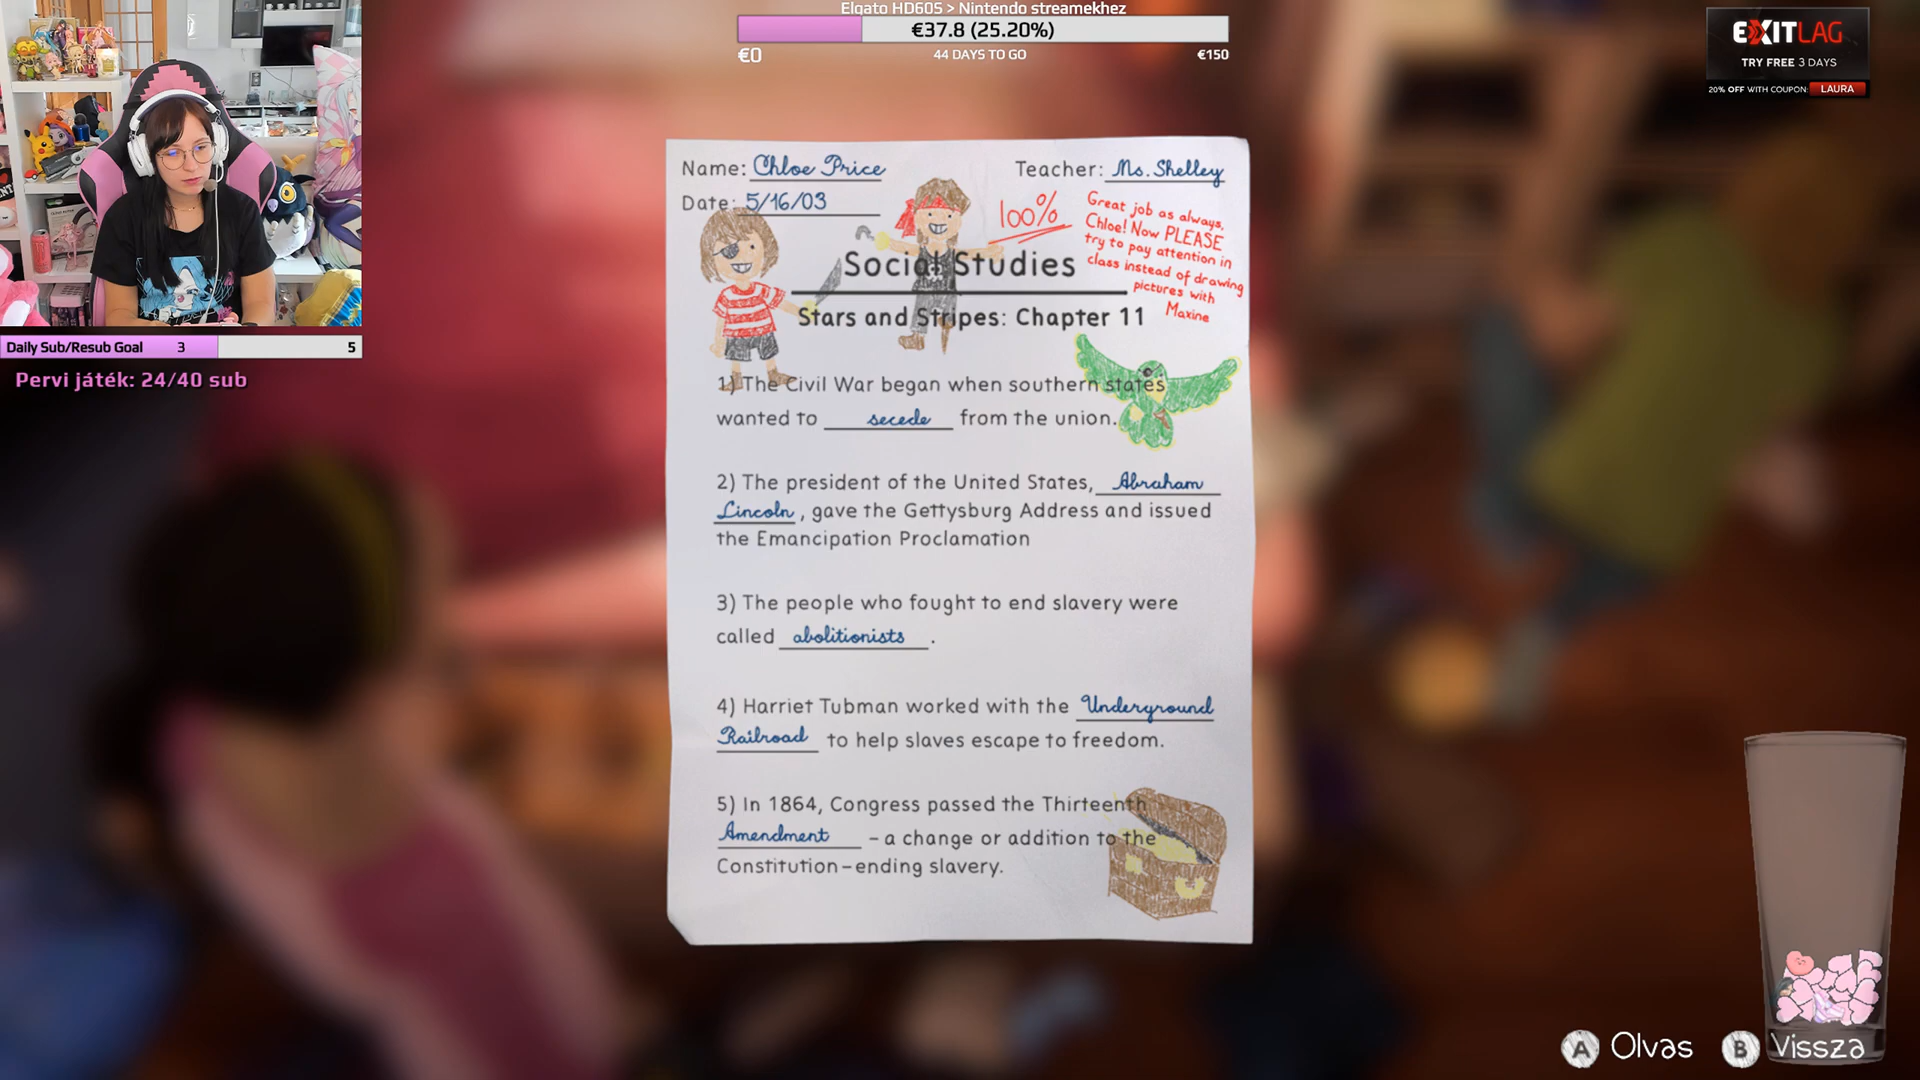 Elgato HD60S > Nintendo streamekhez
€37.8 (25.20%)
€0
44 DAYS TO GO
€150
EXITLAG
TRY FREE 3 DAYS
20% OFF WITH COUPON: LAURA
Daily Sub/Resub Goal 3 5
Pervi játék: 24/40 sub
Name: Chloe Price
Teacher: Ms. Shelley
Date: 5/16/03
100%
Great job as always,
Chloe! Now PLEASE
try to pay attention in
class instead of drawing
pictures with
Maxine
Social Studies
Stars and Stripes: Chapter 11
1) The Civil War began when southern states
wanted to secede from the union.
2) The president of the United States, Abraham
Lincoln, gave the Gettysburg Address and issued
the Emancipation Proclamation
3) The people who fought to end slavery were
called abolitionists.
4) Harriet Tubman worked with the Underground
Railroad to help slaves escape to freedom.
5) In 1864, Congress passed the Thirteenth
Amendment - a change or addition to the
Constitution-ending slavery.
A Olvas B Vissza